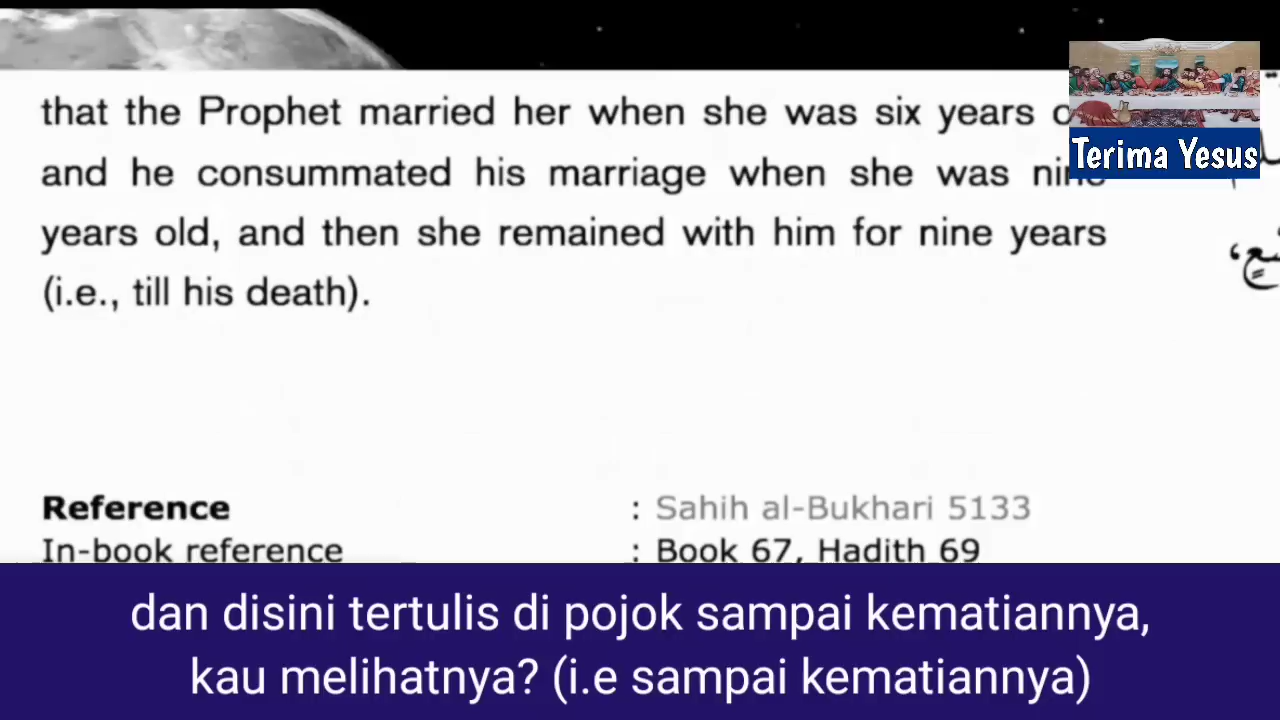 that the Prophet married her when she was six years
and he consummated his marriage when she was nine
years old, and then she remained with him for nine years
(i.e., till his death).
Terima Yesus
Reference : Sahih al-Bukhari 5133
In-book reference : Book 67, Hadith 69
dan disini tertulis di pojok sampai kematiannya,
kau melihatnya? (i.e sampai kematiannya)